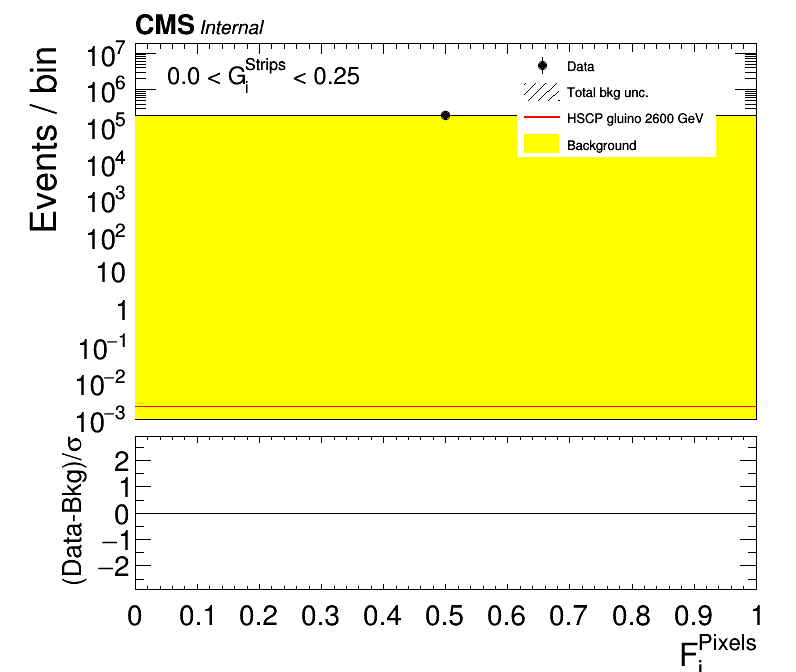 CMS Internal
Events / bin
10^7
10^6
10^5
10^4
10^3
10^2
10
1
10^−1
10^−2
10^−3
0.0 < G_i^Strips < 0.25
Data
Total bkg unc.
HSCP gluino 2600 GeV
Background
(Data-Bkg)/σ
2
1
0
−1
−2
0 0.1 0.2 0.3 0.4 0.5 0.6 0.7 0.8 0.9 1
F_i^Pixels